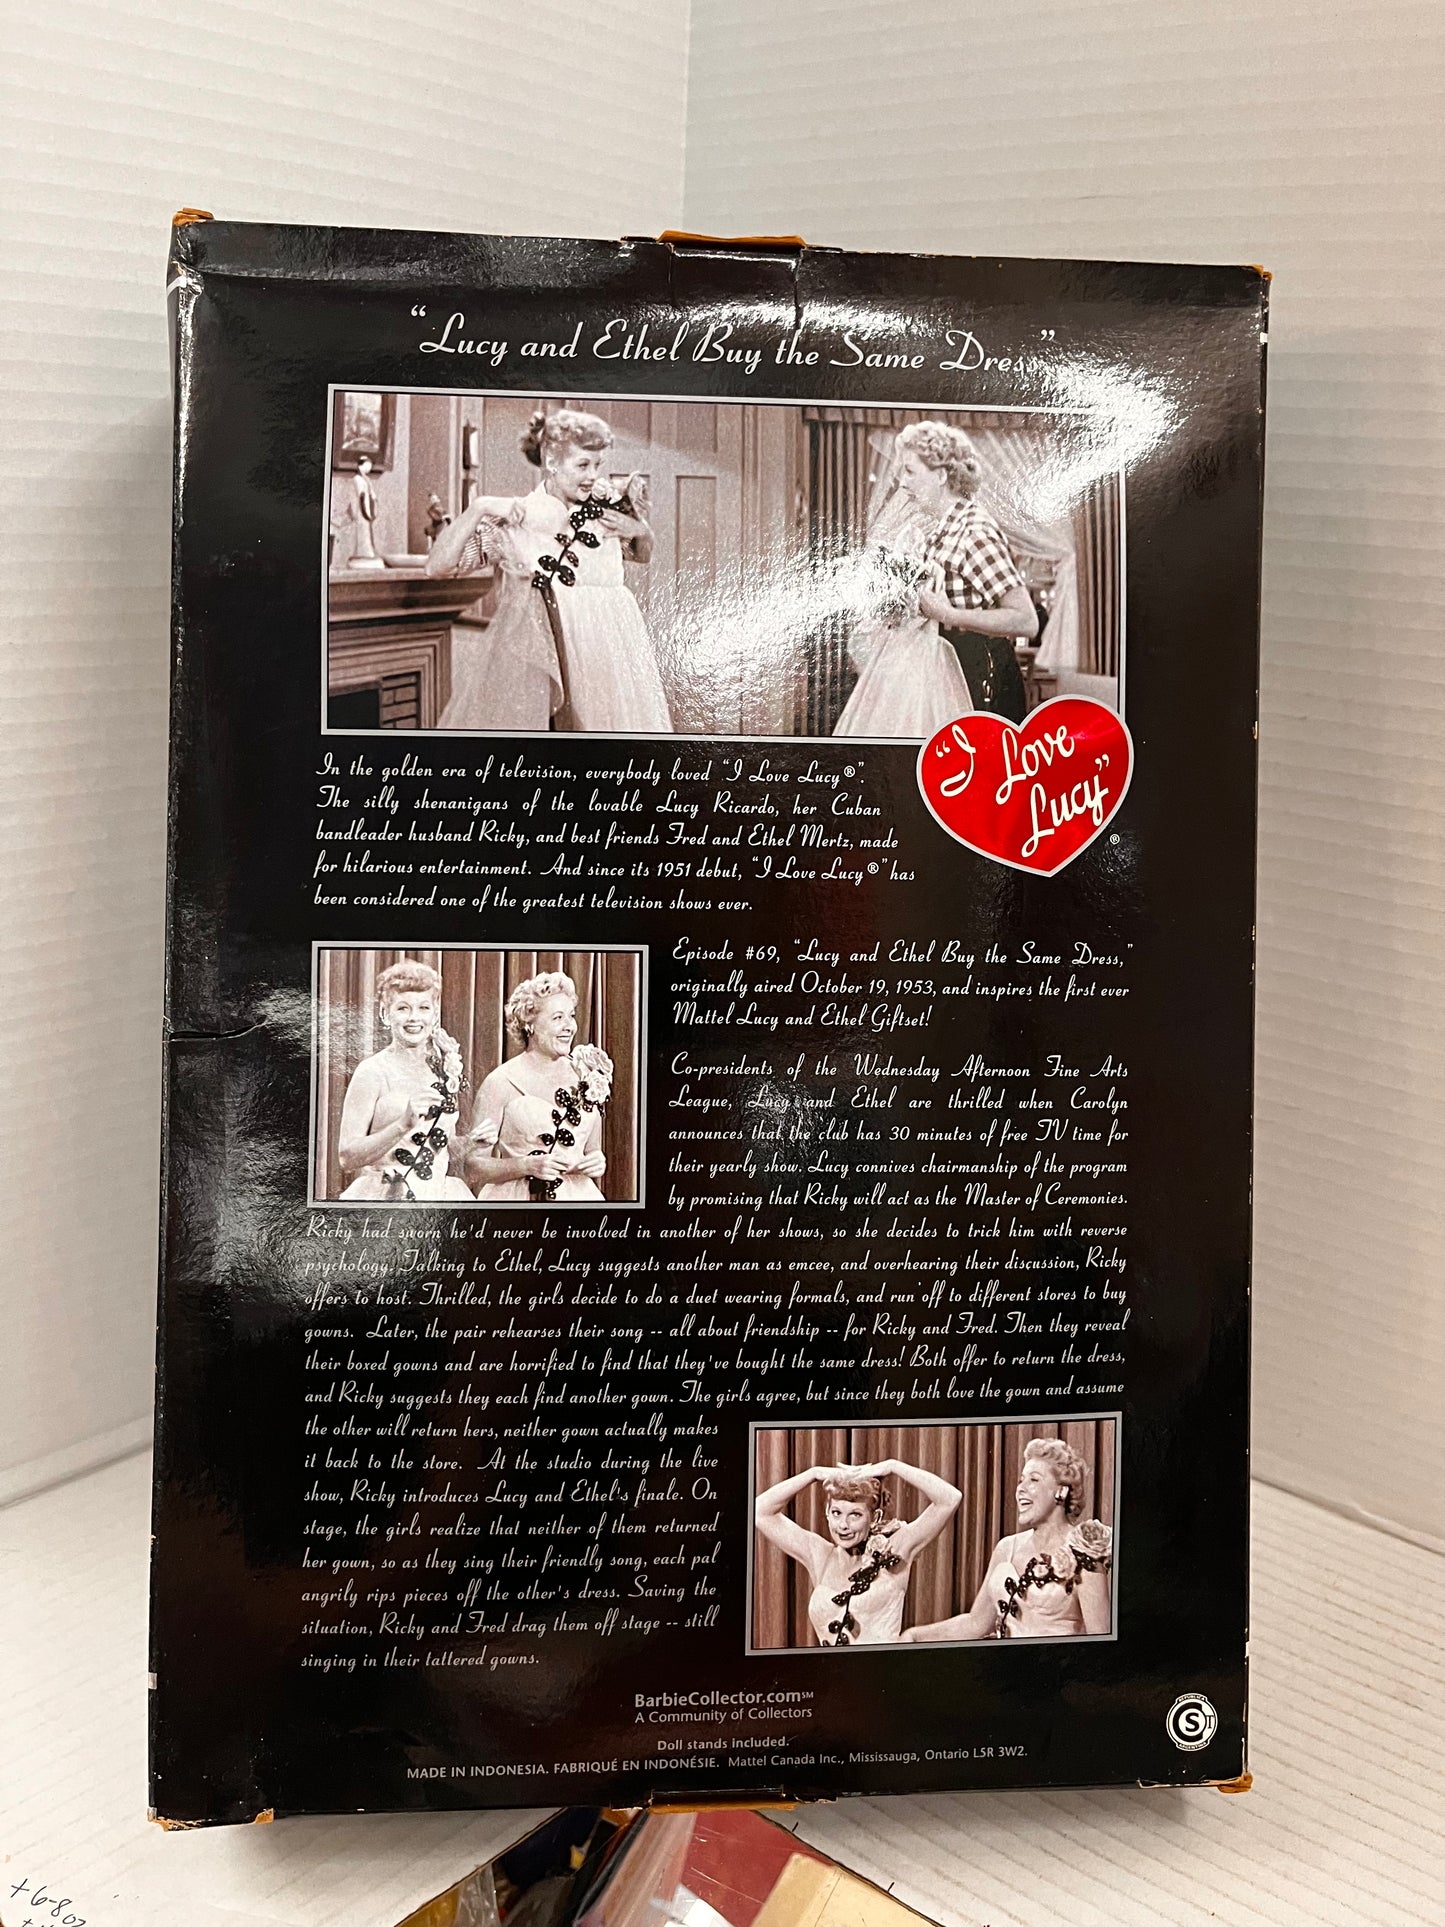 “Lucy and Ethel Buy the Same Dress”
In the golden era of television, everybody loved “I Love Lucy®”.
The silly shenanigans of the lovable Lucy Ricardo, her Cuban
bandleader husband Ricky, and best friends Fred and Ethel Mertz, made
for hilarious entertainment. And since its 1951 debut, “I Love Lucy®” has
been considered one of the greatest television shows ever.
“I Love
Lucy”
®
Episode #69, “Lucy and Ethel Buy the Same Dress,”
originally aired October 19, 1953, and inspires the first ever
Mattel Lucy and Ethel Giftset!
Co-presidents of the Wednesday Afternoon Fine Arts
League, Lucy and Ethel are thrilled when Carolyn
announces that the club has 30 minutes of free TV time for
their yearly show. Lucy connives chairmanship of the program
by promising that Ricky will act as the Master of Ceremonies.
Ricky had sworn he'd never be involved in another of her shows, so she decides to trick him with reverse
psychology. Talking to Ethel, Lucy suggests another man as emcee, and overhearing their discussion, Ricky
offers to host. Thrilled, the girls decide to do a duet wearing formals, and run off to different stores to buy
gowns. Later, the pair rehearses their song -- all about friendship -- for Ricky and Fred. Then they reveal
their boxed gowns and are horrified to find that they've bought the same dress! Both offer to return the dress,
and Ricky suggests they each find another gown. The girls agree, but since they both love the gown and assume
the other will return hers, neither gown actually makes
it back to the store. At the studio during the live
show, Ricky introduces Lucy and Ethel's finale. On
stage, the girls realize that neither of them returned
her gown, so as they sing their friendly song, each pal
angrily rips pieces off the other's dress. Saving the
situation, Ricky and Fred drag them off stage -- still
singing in their tattered gowns.
BarbieCollector.com℠
A Community of Collectors
Doll stands included.
MADE IN INDONESIA. FABRIQUÉ EN INDONÉSIE. Mattel Canada Inc., Mississauga, Ontario L5R 3W2.
+6-8oz